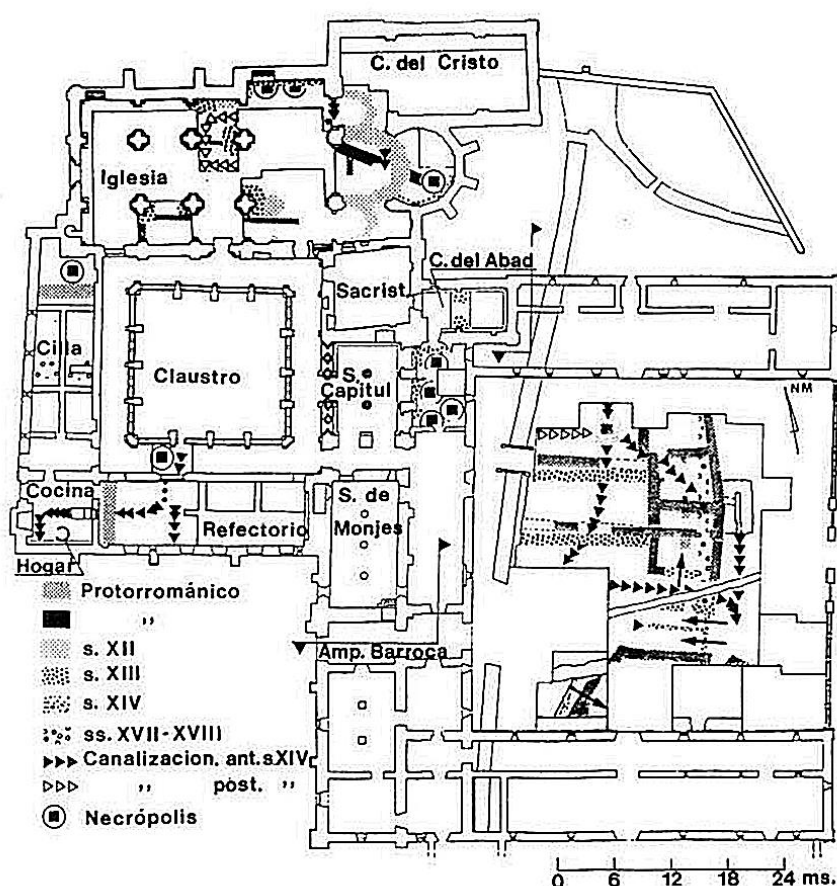 C. del Cristo
Iglesia
C. del Abad
Sacrist.
Cilla
Claustro
S.
Capitul
NM
Cocina
Refectorio
S. de
Monjes
Hogar
Protorrománico
,,
s. XII
s. XIII
s. XIV
ss. XVII-XVIII
Canalizacion. ant.sXIV
,, post. ,,
Necrópolis
Amp. Barroca
0 6 12 18 24 ms.